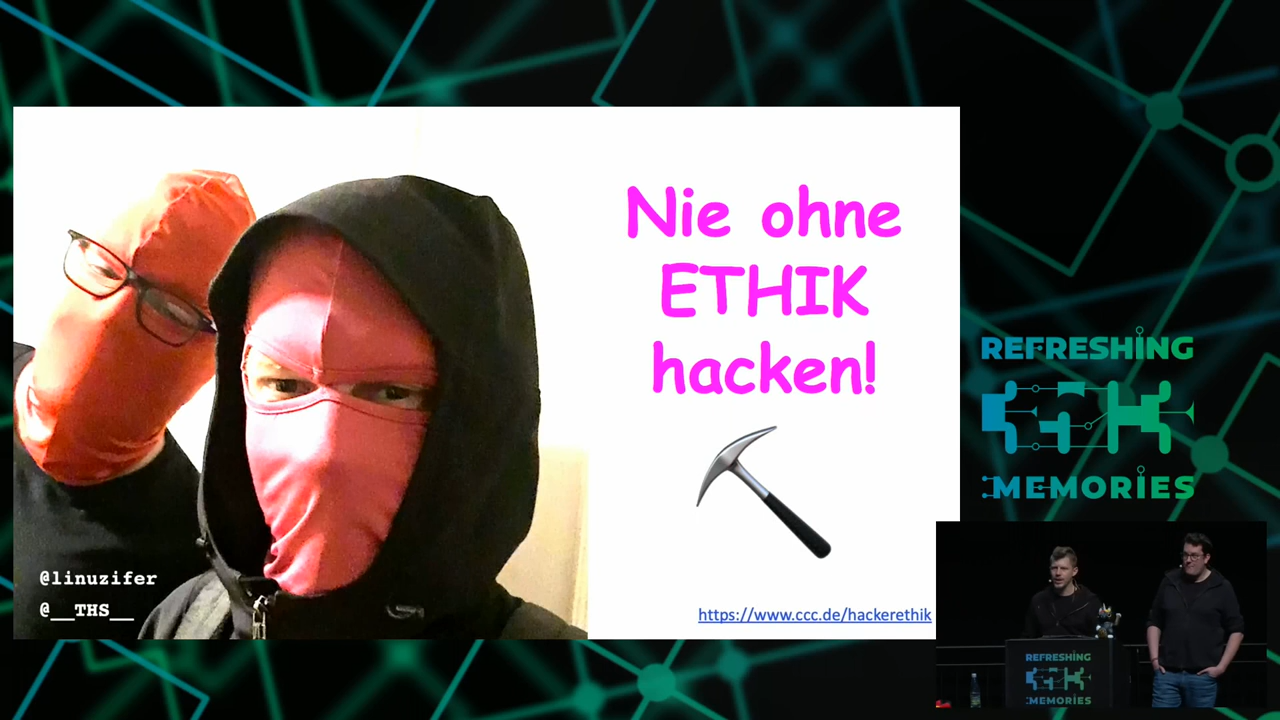 Nie ohne
ETHIK
hacken!
@linuzifer
@__THS__
https://www.ccc.de/hackerethik
REFRESHING
MEMORIES
REFRESHING
MEMORIES